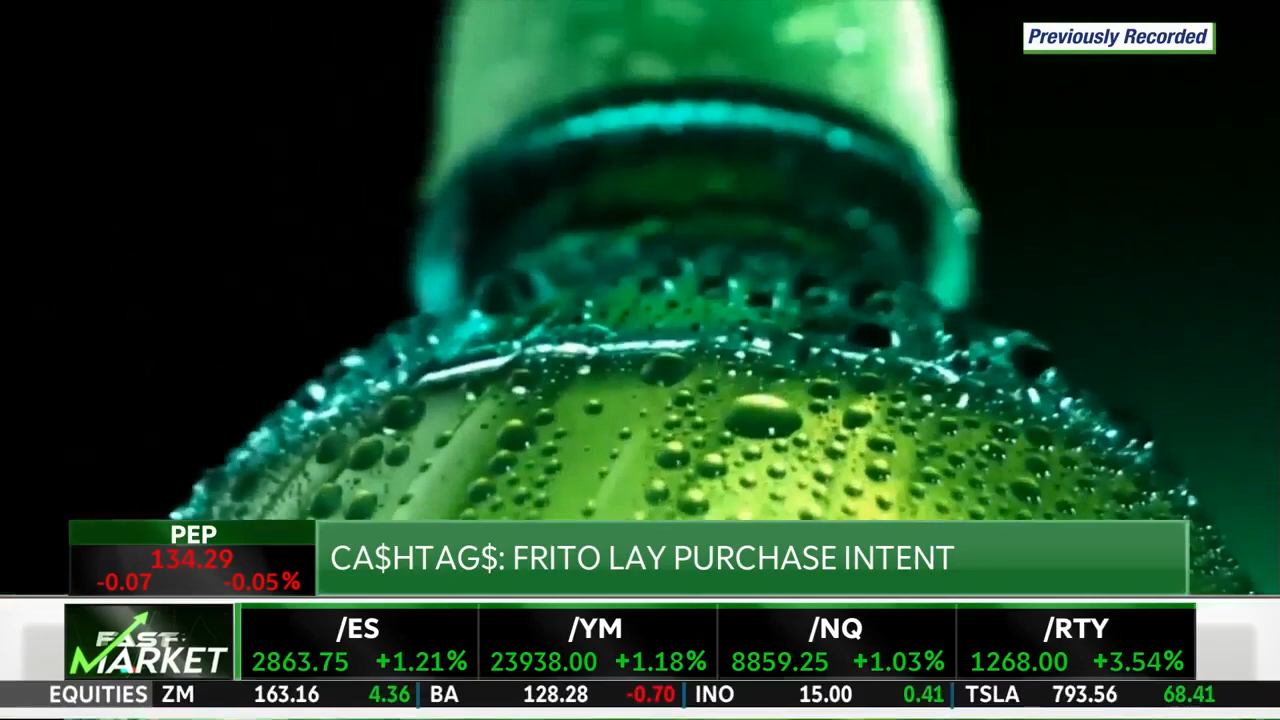 Previously Recorded
PEP
134.29
-0.07 -0.05%
CA$HTAG$: FRITO LAY PURCHASE INTENT
FAST
MARKET
/ES
2863.75 +1.21%
/YM
23938.00 +1.18%
/NQ
8859.25 +1.03%
/RTY
1268.00 +3.54%
EQUITIES ZM 163.16 4.36 BA 128.28 -0.70 INO 15.00 0.41 TSLA 793.56 68.41